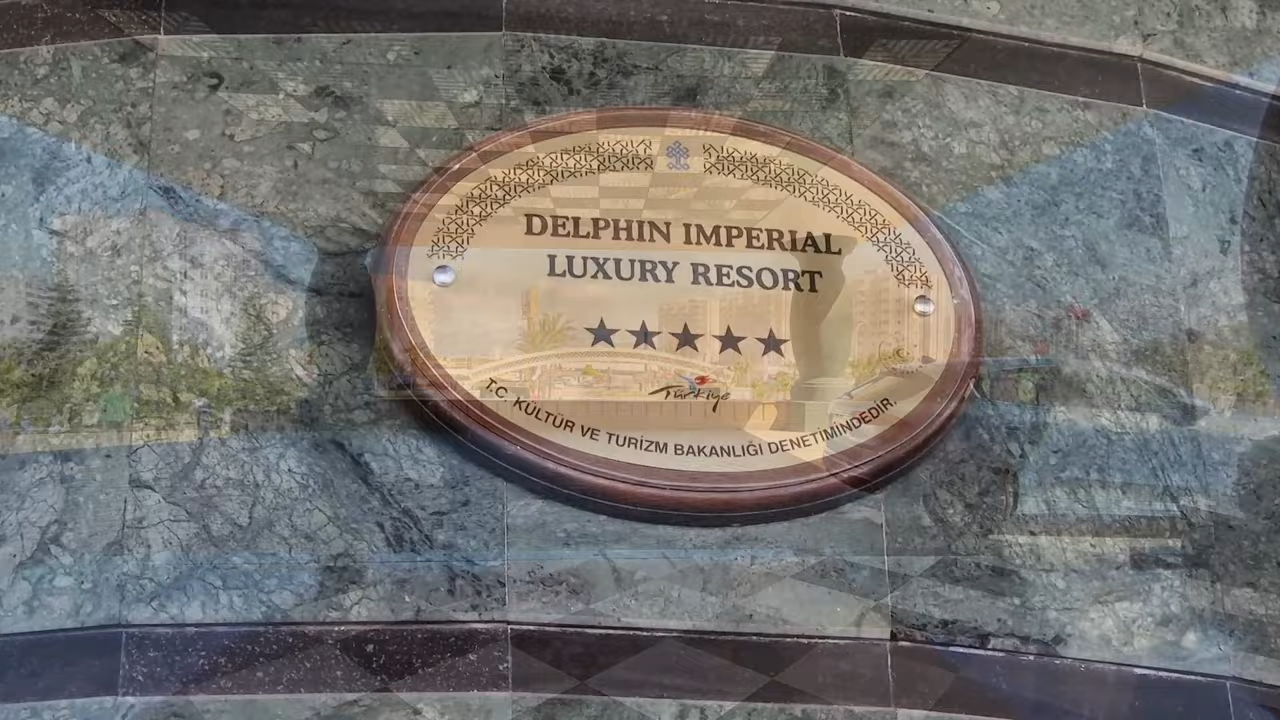 DELPHIN IMPERIAL
LUXURY RESORT
Türkiye
T.C. KÜLTÜR VE TURİZM BAKANLIĞI DENETİMİNDEDİR.